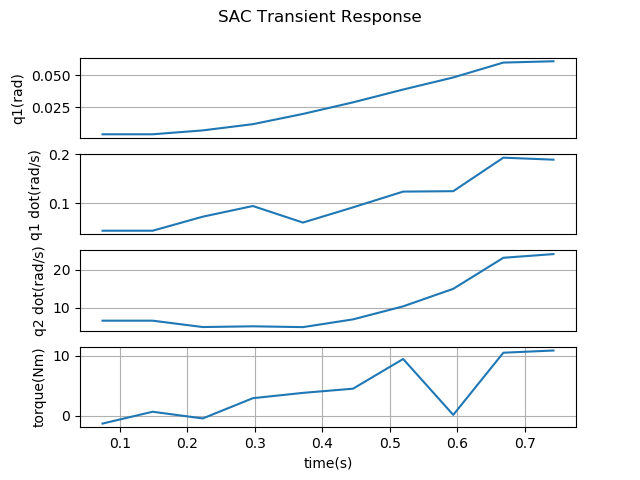 SAC Transient Response
q1(rad)
0.050
0.025
q1 dot(rad/s)
0.2
0.1
q2 dot(rad/s)
20
10
torque(Nm)
10
0
0.1 0.2 0.3 0.4 0.5 0.6 0.7
time(s)